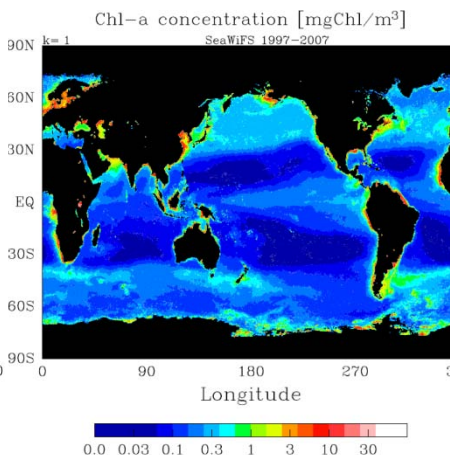 Chl-a concentration [mgChl/m³]
k= 1 SeaWiFS 1997-2007
90N
60N
30N
EQ
30S
60S
90S
0 0 90 180 270 3
Longitude
0.0 0.03 0.1 0.3 1 3 10 30